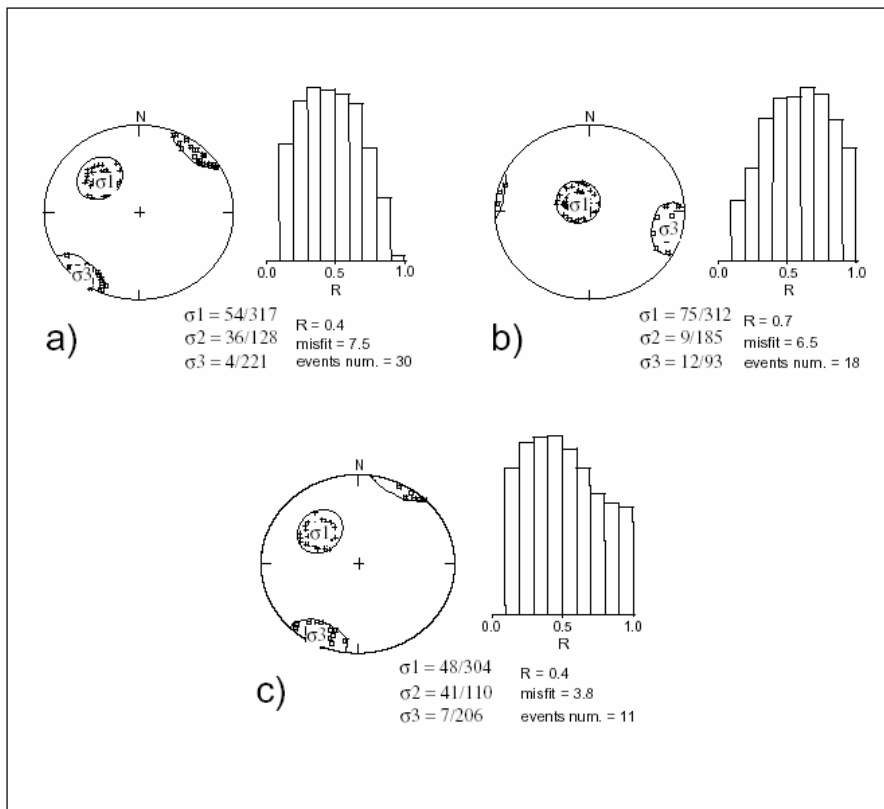 N
σ1
σ3
0.0 0.5 1.0
R
a)
σ1 = 54/317
σ2 = 36/128
σ3 = 4/221
R = 0.4
misfit = 7.5
events num. = 30
N
σ1
σ3
0.0 0.5 1.0
R
b)
σ1 = 75/312
σ2 = 9/185
σ3 = 12/93
R = 0.7
misfit = 6.5
events num. = 18
N
σ1
σ3
0.0 0.5 1.0
R
c)
σ1 = 48/304
σ2 = 41/110
σ3 = 7/206
R = 0.4
misfit = 3.8
events num. = 11